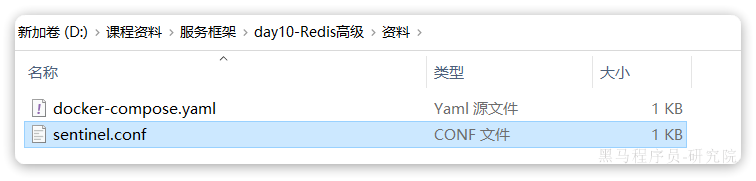 新加卷 (D:) › 课程资料 › 服务框架 › day10-Redis高级 › 资料 ›
名称 类型 大小
docker-compose.yaml Yaml 源文件 1 KB
sentinel.conf CONF 文件 1 KB
黑马程序员-研究院